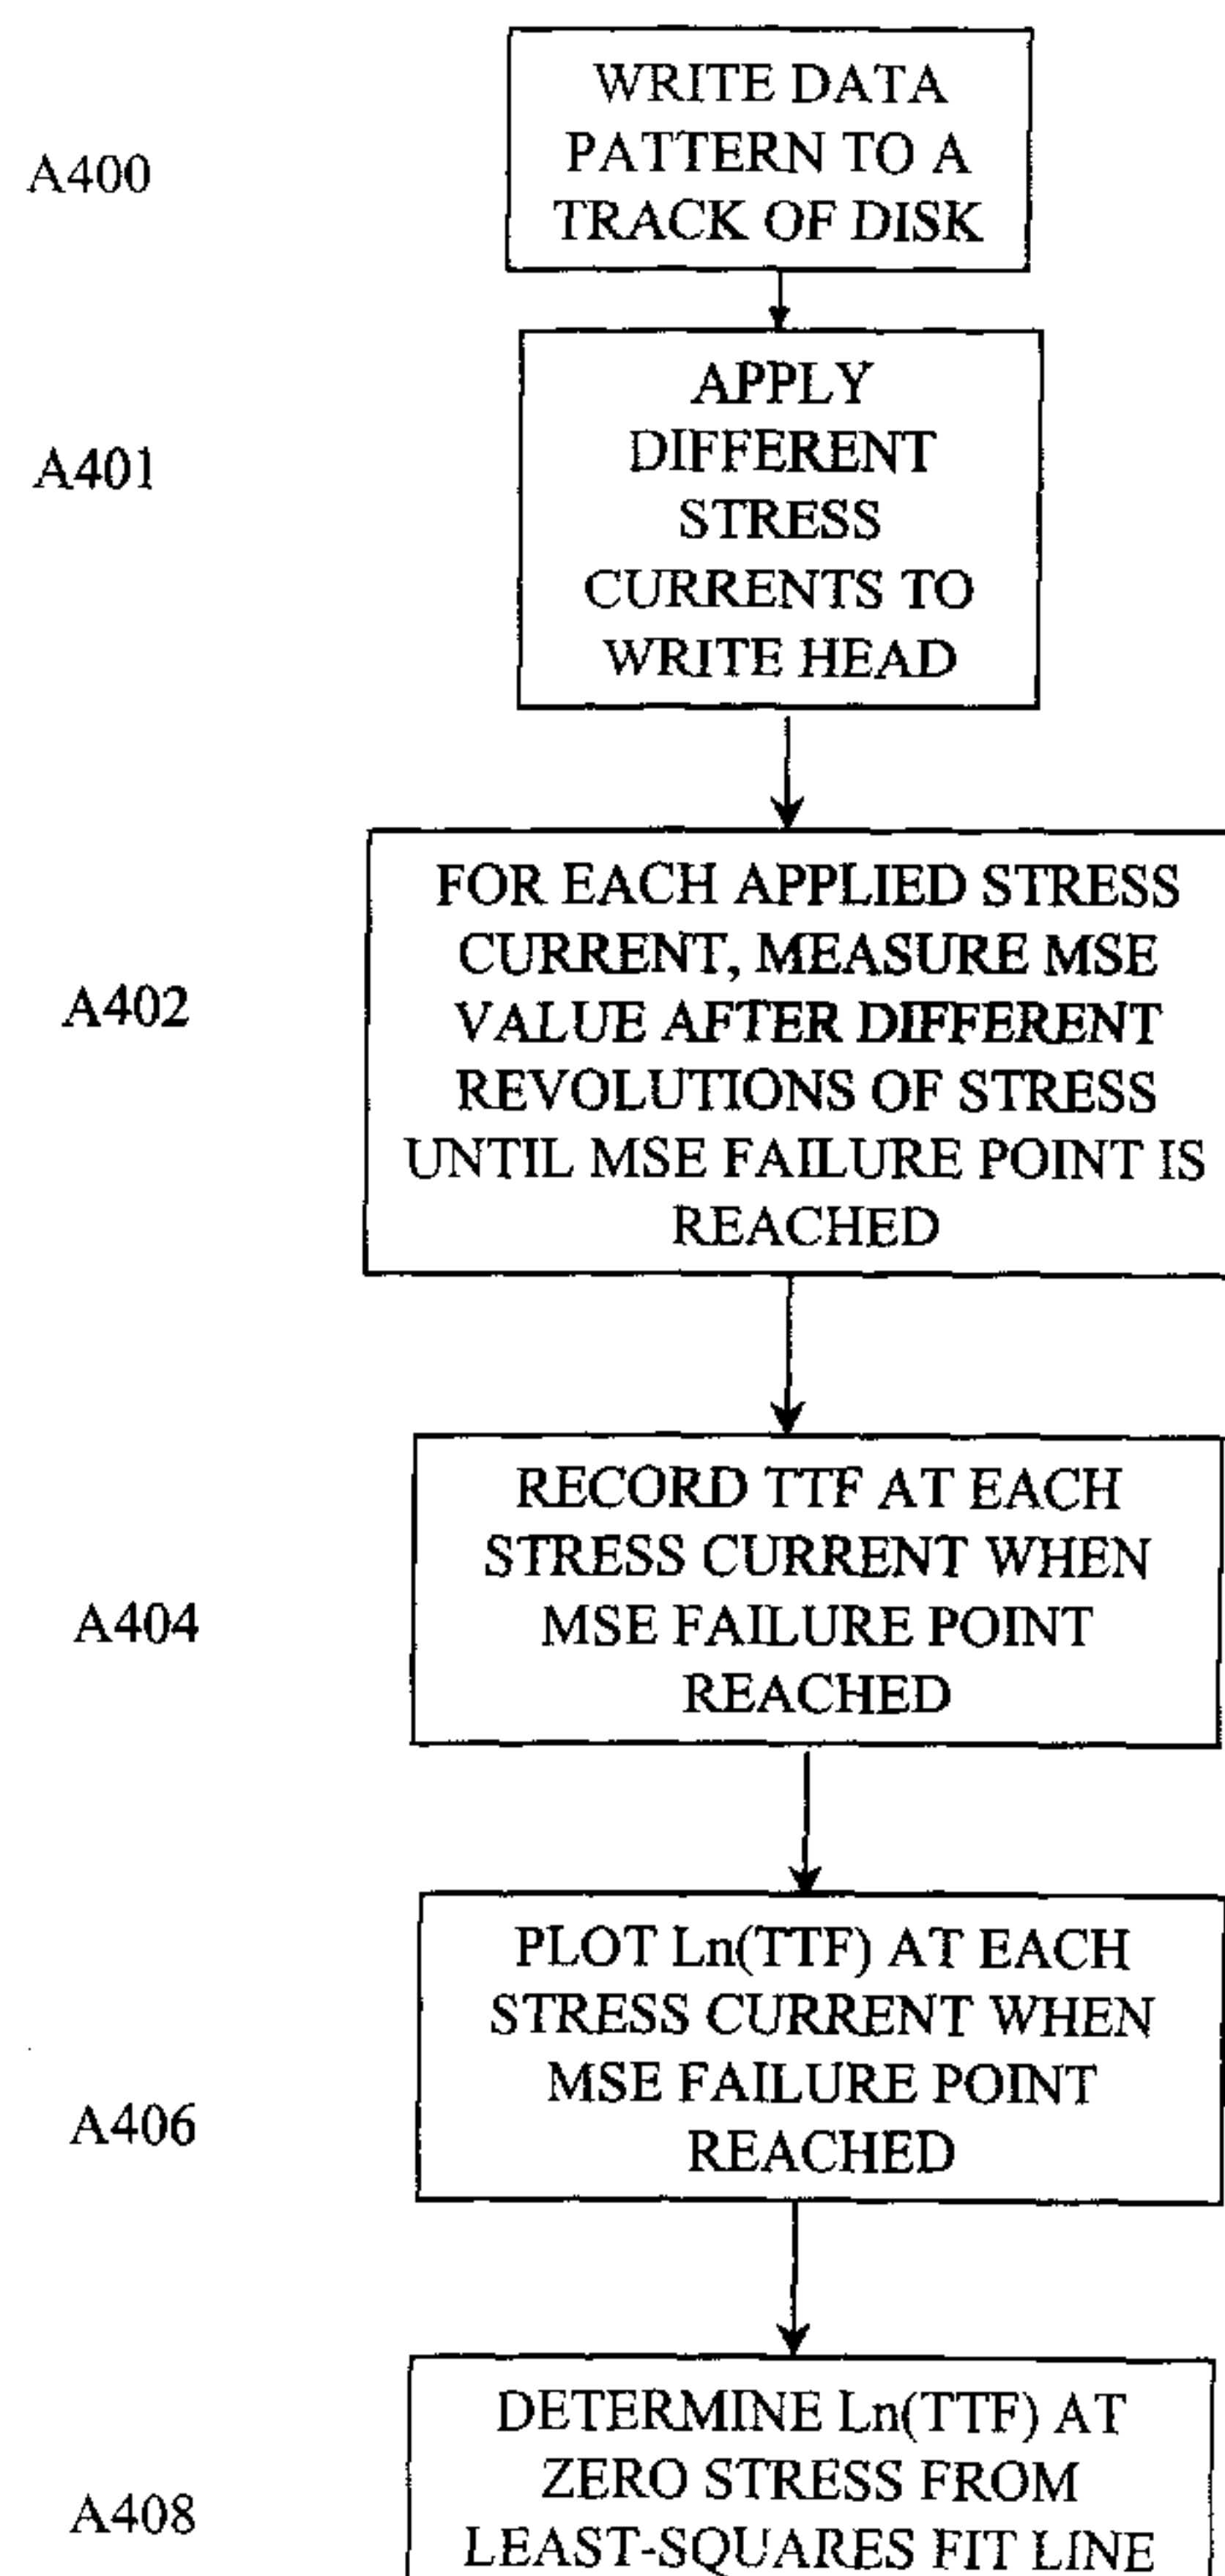 A400
WRITE DATA
PATTERN TO A
TRACK OF DISK
A401
APPLY
DIFFERENT
STRESS
CURRENTS TO
WRITE HEAD
A402
FOR EACH APPLIED STRESS
CURRENT, MEASURE MSE
VALUE AFTER DIFFERENT
REVOLUTIONS OF STRESS
UNTIL MSE FAILURE POINT IS
REACHED
A404
RECORD TTF AT EACH
STRESS CURRENT WHEN
MSE FAILURE POINT
REACHED
A406
PLOT Ln(TTF) AT EACH
STRESS CURRENT WHEN
MSE FAILURE POINT
REACHED
A408
DETERMINE Ln(TTF) AT
ZERO STRESS FROM
LEAST-SQUARES FIT LINE